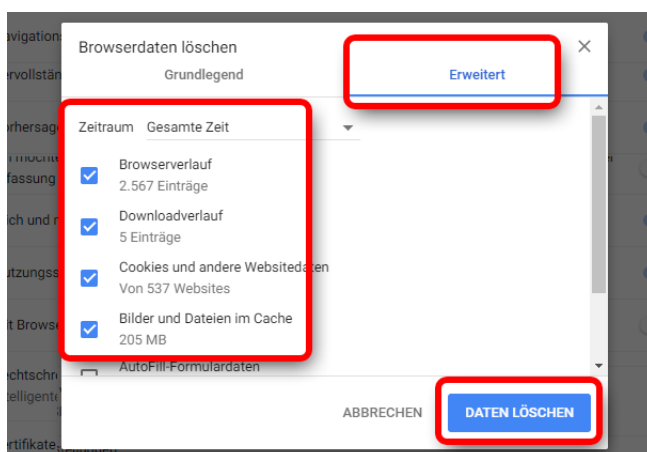 Browserdaten löschen
Grundlegend Erweitert
Zeitraum Gesamte Zeit
Browserverlauf
2.567 Einträge
Downloadverlauf
5 Einträge
Cookies und andere Websitedaten
Von 537 Websites
Bilder und Dateien im Cache
205 MB
AutoFill-Formulardaten
ABBRECHEN DATEN LÖSCHEN